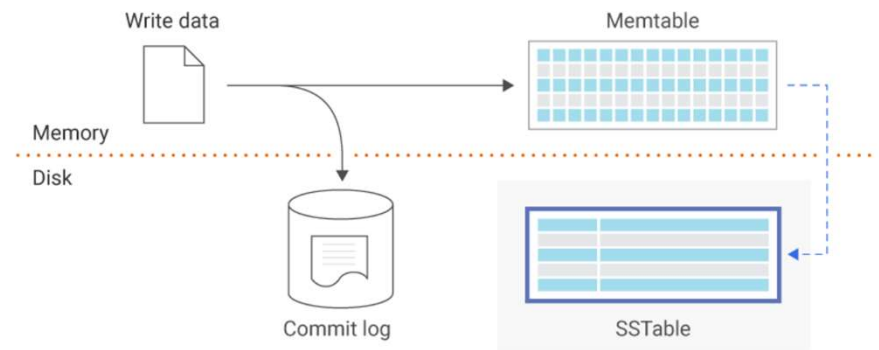 Write data
Memtable
Memory
Disk
Commit log
SSTable